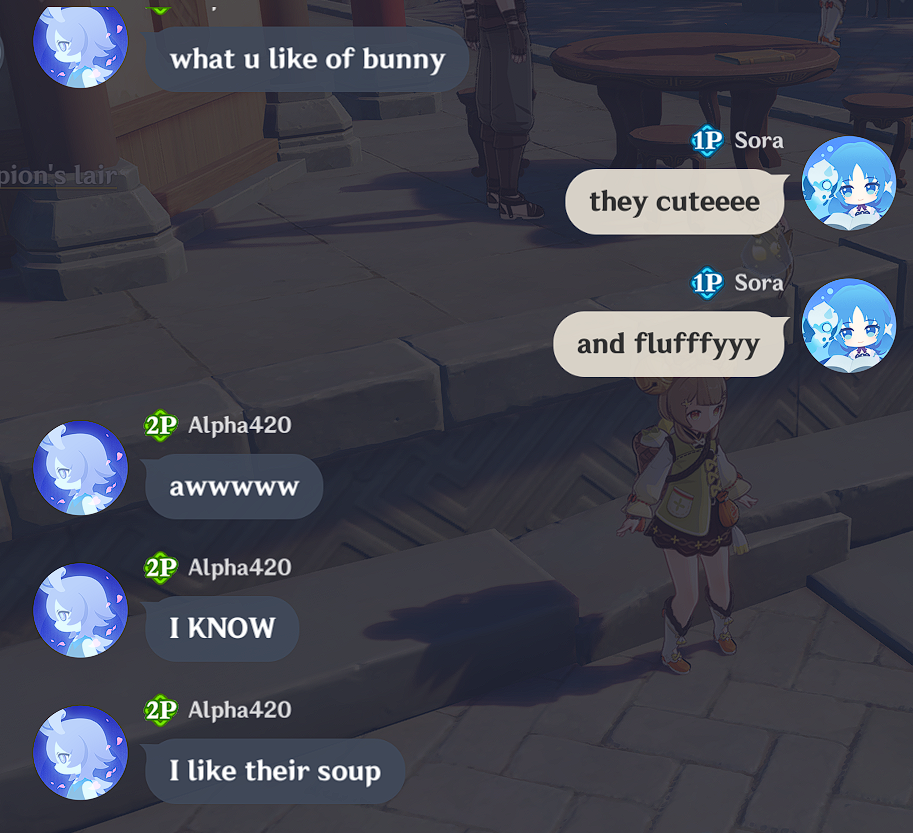 what u like of bunny
1P Sora
they cuteeee
pion's lair
1P Sora
and flufffyyy
2P Alpha420
awwwww
2P Alpha420
I KNOW
2P Alpha420
I like their soup